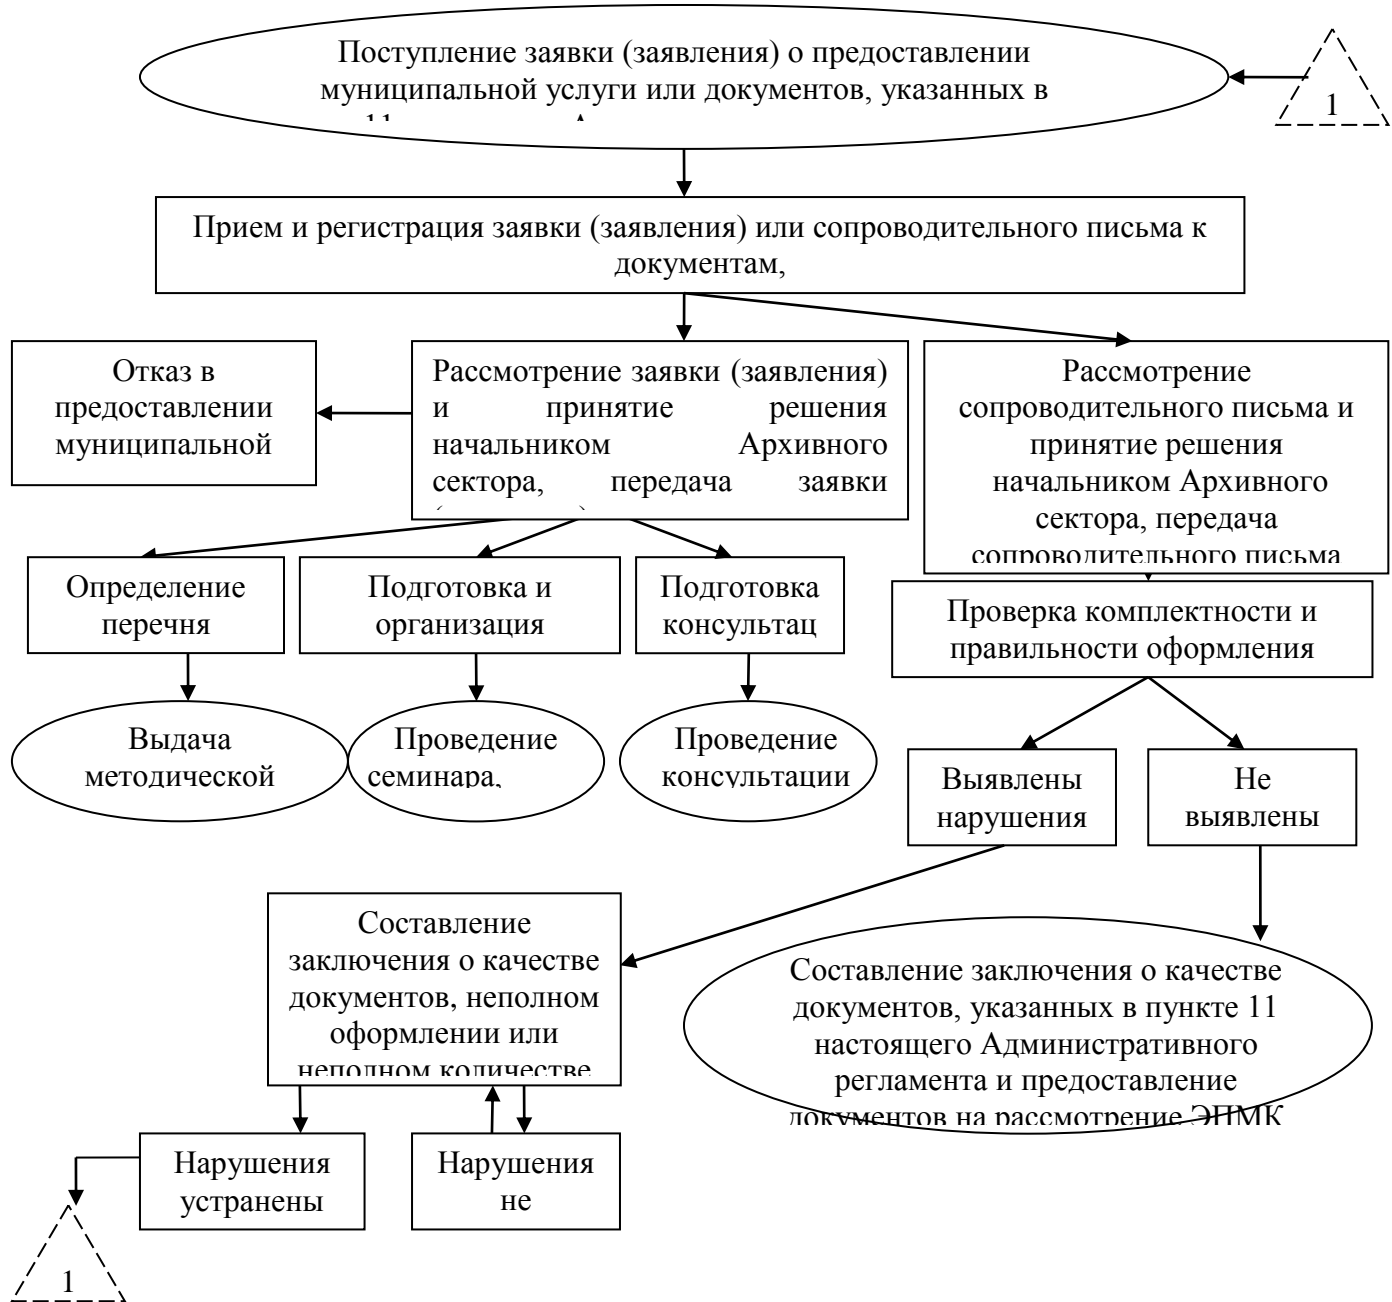 Поступление заявки (заявления) о предоставлении
муниципальной услуги или документов, указанных в
1
Прием и регистрация заявки (заявления) или сопроводительного письма к
документам,
Отказ в
предоставлении
муниципальной
Рассмотрение заявки (заявления)
и принятие решения
начальником Архивного
сектора, передача заявки
Рассмотрение
сопроводительного письма и
принятие решения
начальником Архивного
сектора, передача
сопроводительного письма
Определение
перечня
Подготовка и
организация
Подготовка
консультац
Проверка комплектности и
правильности оформления
Выдача
методической
Проведение
семинара,
Проведение
консультации
Выявлены
нарушения
Не
выявлены
Составление
заключения о качестве
документов, неполном
оформлении или
неполном количестве
Составление заключения о качестве
документов, указанных в пункте 11
настоящего Административного
регламента и предоставление
документов на рассмотрение ЭПМК
Нарушения
устранены
Нарушения
не
1